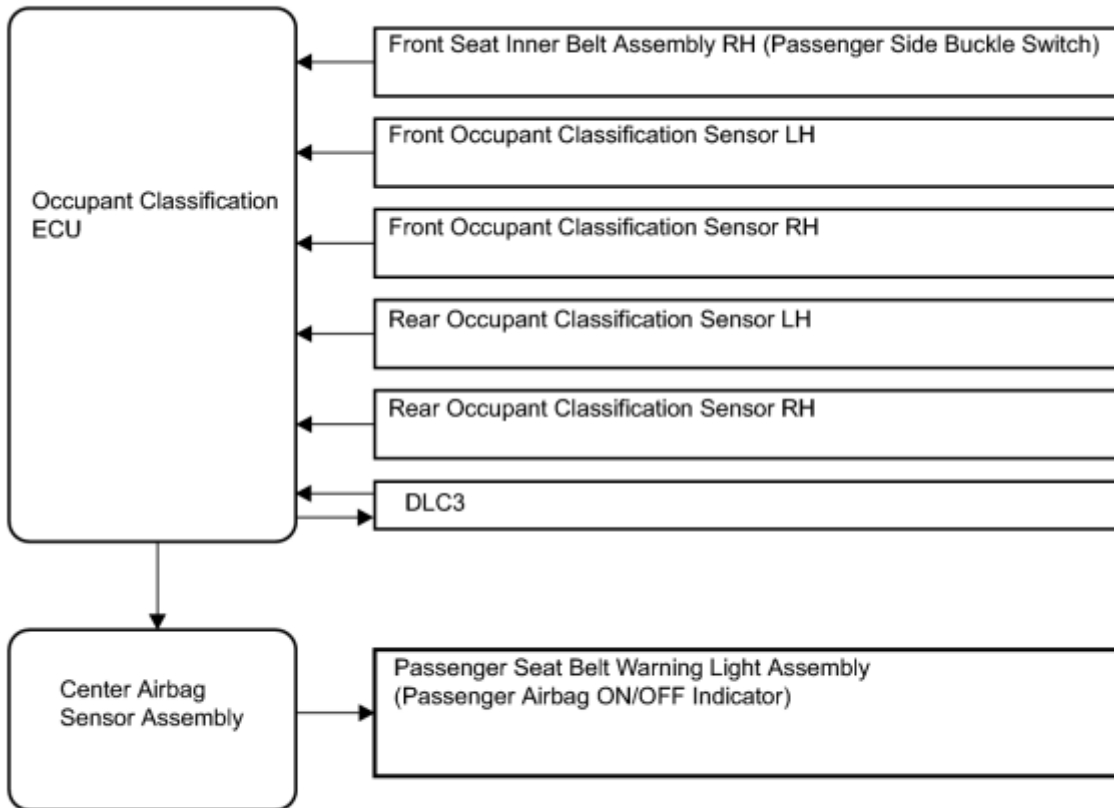 Front Seat Inner Belt Assembly RH (Passenger Side Buckle Switch)
Front Occupant Classification Sensor LH
Occupant Classification
ECU
Front Occupant Classification Sensor RH
Rear Occupant Classification Sensor LH
Rear Occupant Classification Sensor RH
DLC3
Center Airbag
Sensor Assembly
Passenger Seat Belt Warning Light Assembly
(Passenger Airbag ON/OFF Indicator)